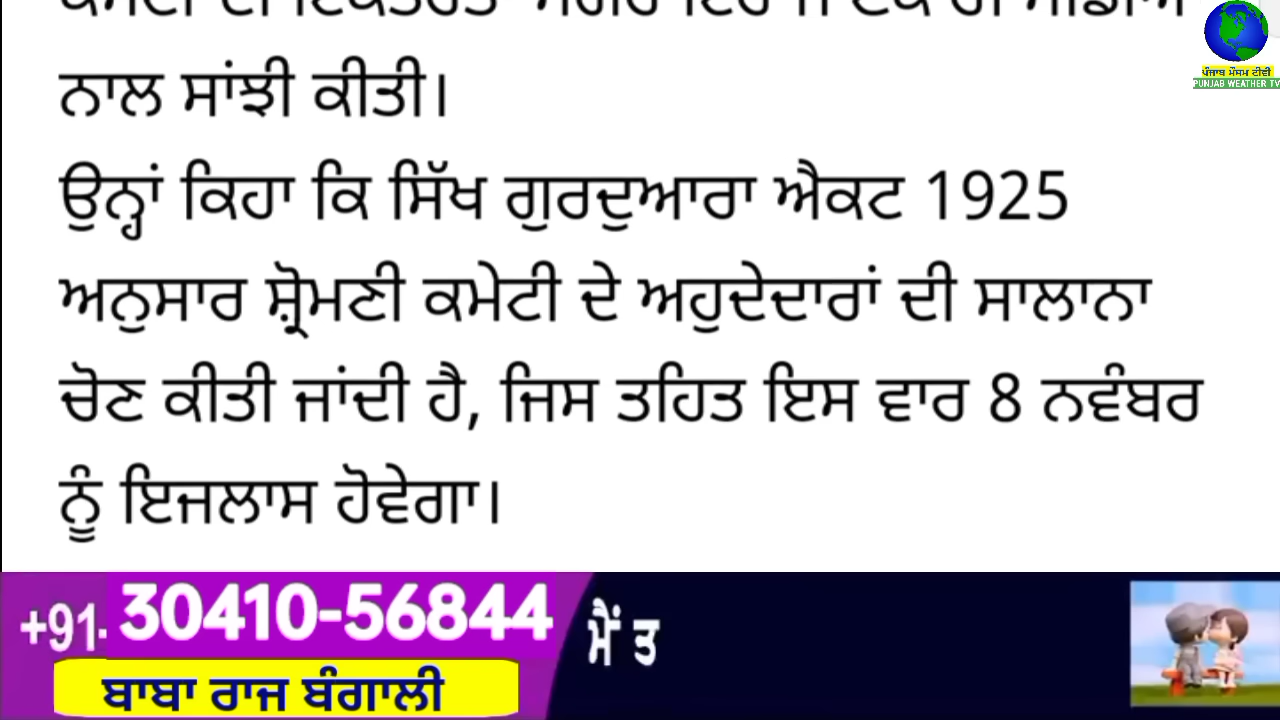 ਨਾਲ ਸਾਂਝੀ ਕੀਤੀ।
ਉਨ੍ਹਾਂ ਕਿਹਾ ਕਿ ਸਿੱਖ ਗੁਰਦੁਆਰਾ ਐਕਟ 1925
ਅਨੁਸਾਰ ਸ਼੍ਰੋਮਣੀ ਕਮੇਟੀ ਦੇ ਅਹੁਦੇਦਾਰਾਂ ਦੀ ਸਾਲਾਨਾ
ਚੋਣ ਕੀਤੀ ਜਾਂਦੀ ਹੈ, ਜਿਸ ਤਹਿਤ ਇਸ ਵਾਰ 8 ਨਵੰਬਰ
ਨੂੰ ਇਜਲਾਸ ਹੋਵੇਗਾ।
ਪੰਜਾਬ ਮੌਸਮ ਟੀਵੀ
PUNJAB WEATHER TV
+91- 30410-56844
ਬਾਬਾ ਰਾਜ ਬੰਗਾਲੀ
ਮੈਂ ਤ